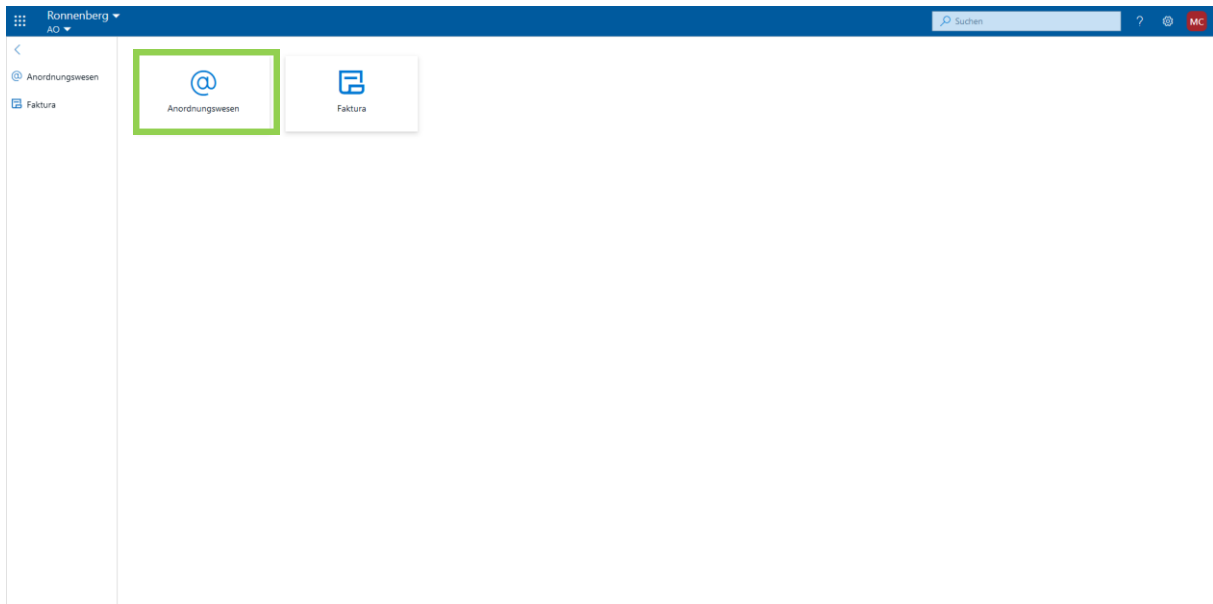 Ronnenberg
AO
Suchen
?
MC
@ Anordnungswesen
Faktura
@
Anordnungswesen
Faktura